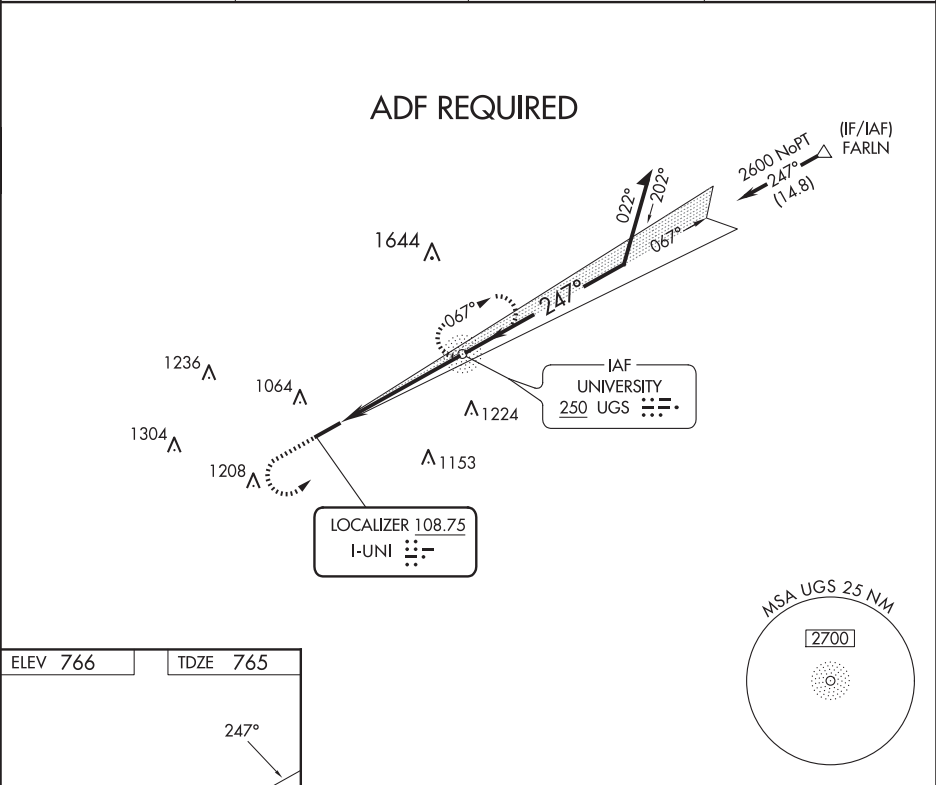 ADF REQUIRED
(IF/IAF)
FARLN
2600 NoPT
247°
(14.8)
022°
202°
067°
1644
067°
247°
1236
1064
IAF
UNIVERSITY
250 UGS
1224
1304
1153
1208
LOCALIZER 108.75
I-UNI
MSA UGS 25 NM
2700
ELEV 766
TDZE 765
247°